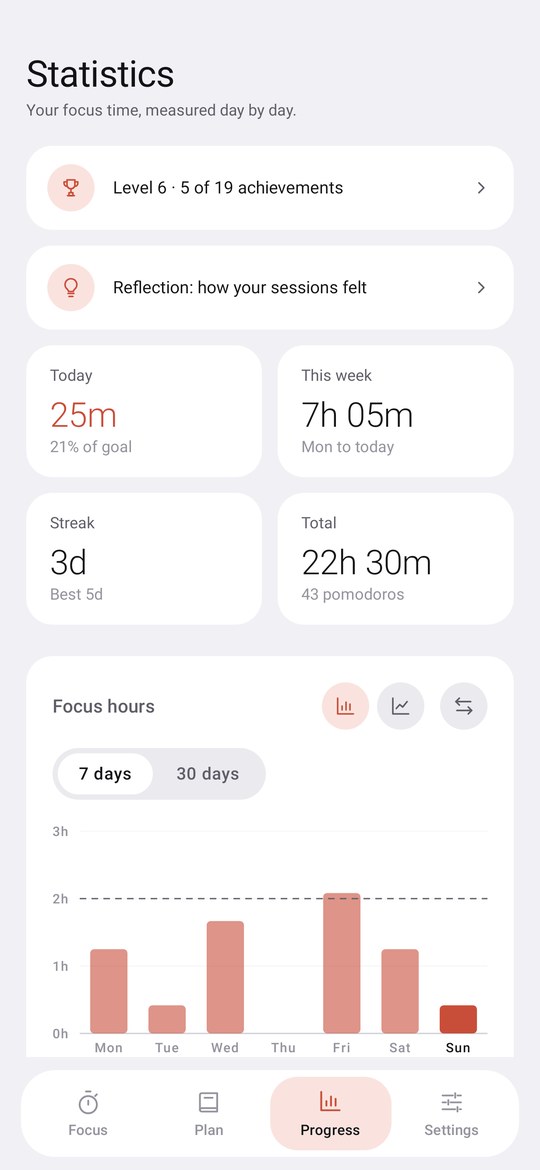 Statistics
Your focus time, measured day by day.
Level 6 · 5 of 19 achievements
Reflection: how your sessions felt
Today
25m
21% of goal
This week
7h 05m
Mon to today
Streak
3d
Best 5d
Total
22h 30m
43 pomodoros
Focus hours
7 days
30 days
3h
2h
1h
0h
Mon Tue Wed Thu Fri Sat Sun
Focus Plan Progress Settings